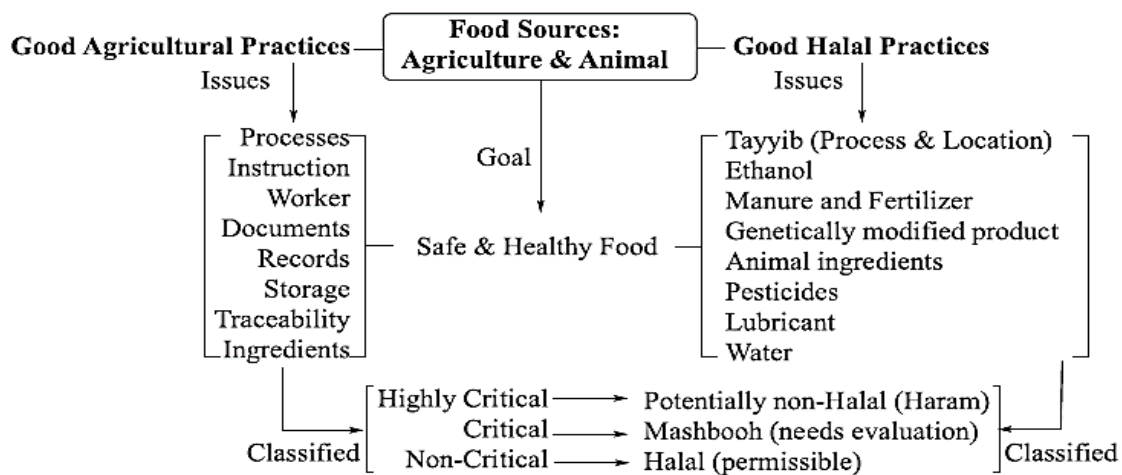 Food Sources:
Agriculture & Animal
Good Agricultural Practices
Good Halal Practices
Issues
Issues
Goal
Processes
Instruction
Worker
Documents
Records
Storage
Traceability
Ingredients
Safe & Healthy Food
Tayyib (Process & Location)
Ethanol
Manure and Fertilizer
Genetically modified product
Animal ingredients
Pesticides
Lubricant
Water
Classified
Highly Critical
Potentially non-Halal (Haram)
Critical
Mashbooh (needs evaluation)
Non-Critical
Halal (permissible)
Classified